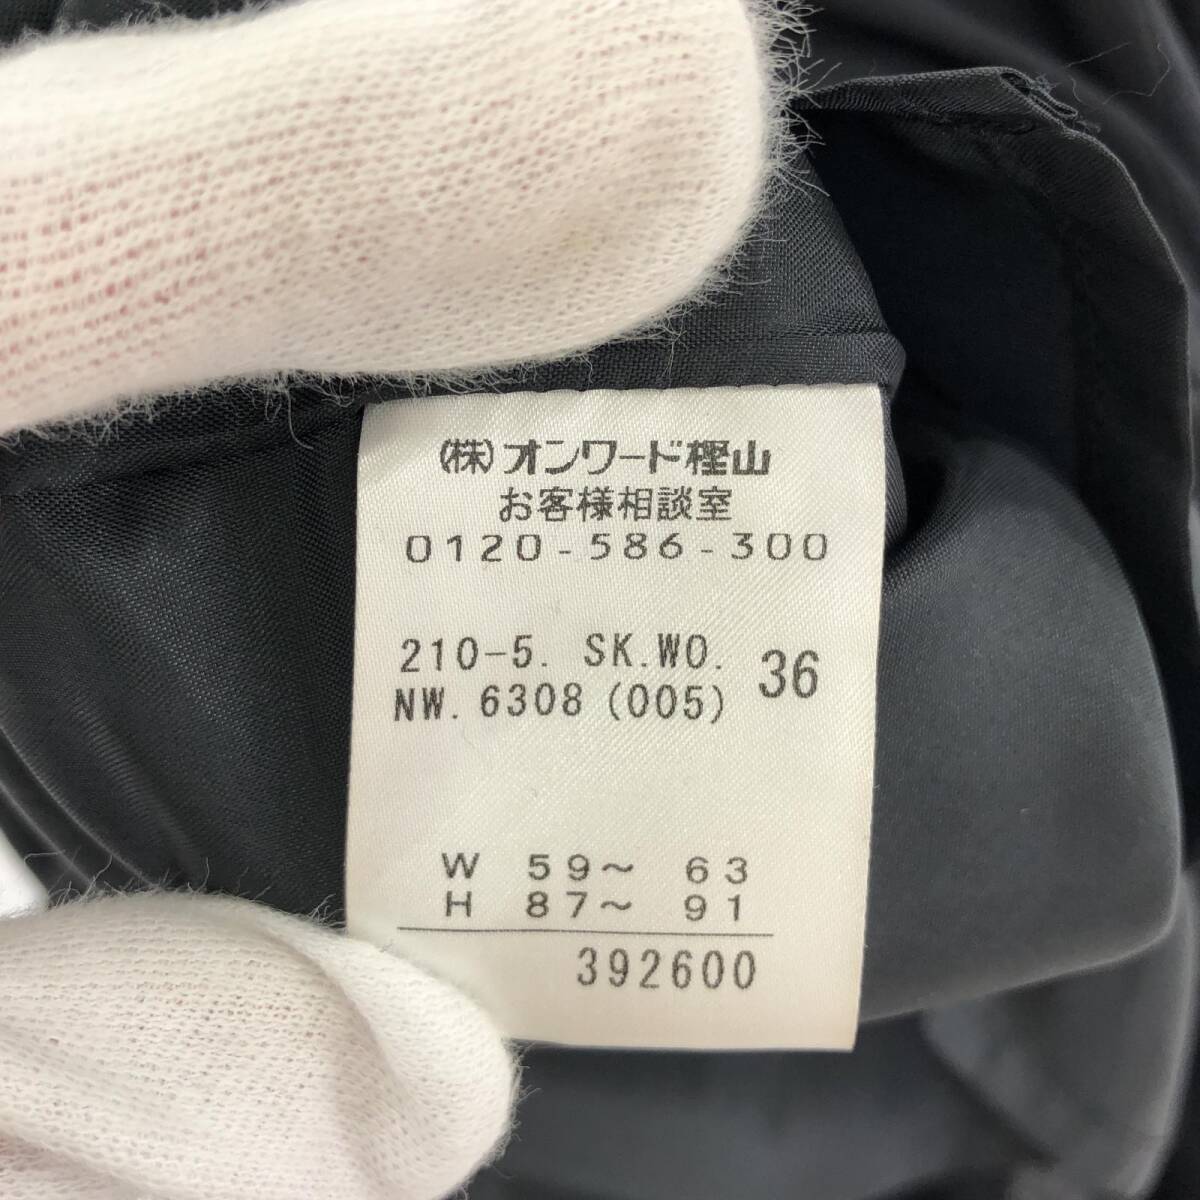 (株)オンワード樫山
お客様相談室
0120-586-300
210-5. SK.WO. 36
NW. 6308 (005)
W 59～ 63
H 87～ 91
392600